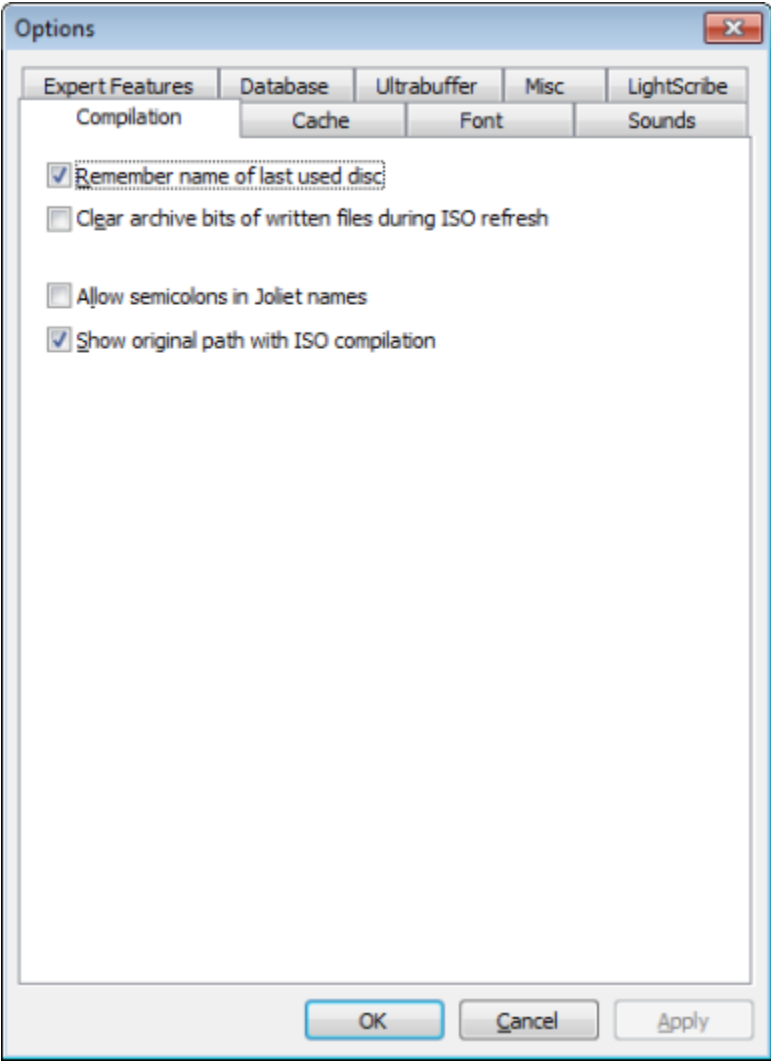 Options
Expert Features Database Ultrabuffer Misc LightScribe
Compilation Cache Font Sounds
Remember name of last used disc
Clear archive bits of written files during ISO refresh
Allow semicolons in Joliet names
Show original path with ISO compilation
OK Cancel Apply